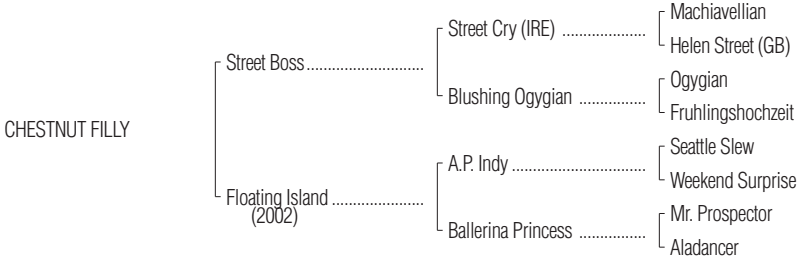 Machiavellian
Street Cry (IRE) ....................
Helen Street (GB)
Street Boss............................
Ogygian
Blushing Ogygian ................
Fruhlingshochzeit
CHESTNUT FILLY
Seattle Slew
A.P. Indy ................................
Weekend Surprise
Floating Island ......................
(2002)
Mr. Prospector
Ballerina Princess ................
Aladancer